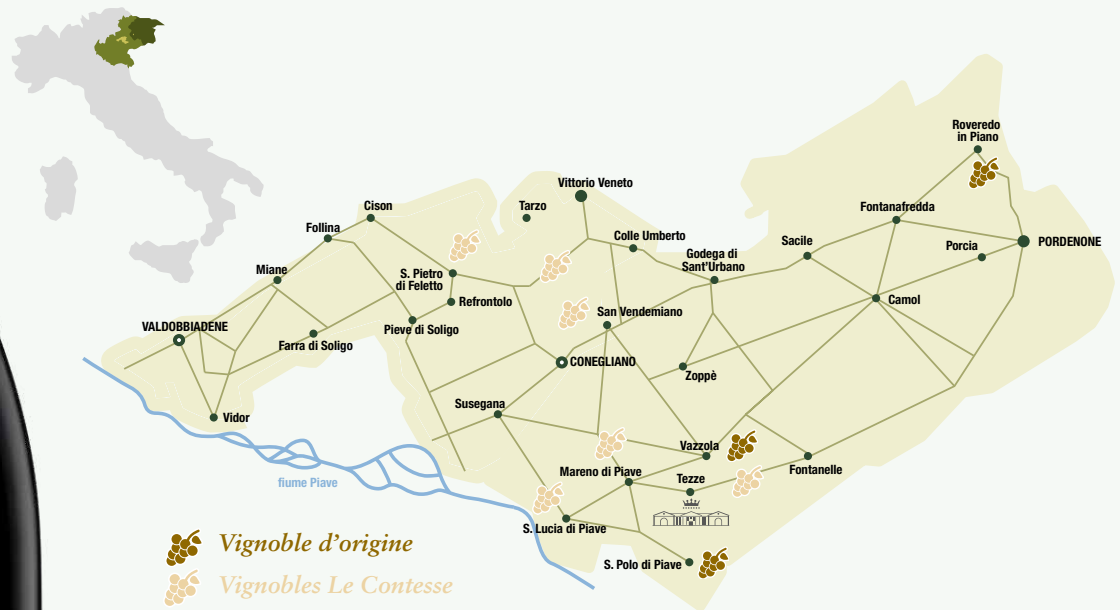 Roveredo
in Piano
Vittorio Veneto
Cison
Tarzo
Fontanafredda
Follina
Colle Umberto
Sacile
Porcia
PORDENONE
Godega di
Sant'Urbano
Miane
S. Pietro
di Feletto
Refrontolo
Camol
San Vendemiano
VALDOBBIADENE
Pieve di Soligo
Farra di Soligo
CONEGLIANO
Zoppè
Susegana
Vidor
Vazzola
Mareno di Piave
Fontanelle
Tezze
fiume Piave
S. Lucia di Piave
S. Polo di Piave
Vignoble d'origine
Vignobles Le Contesse